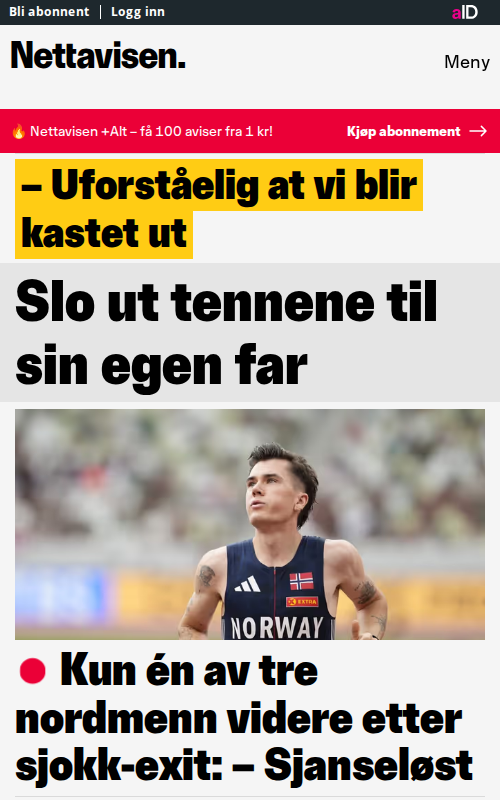 Bli abonnent | Logg inn
aID
Nettavisen.
Meny
🔥 Nettavisen +Alt – få 100 aviser fra 1 kr!
Kjøp abonnement →
– Uforståelig at vi blir
kastet ut
Slo ut tennene til
sin egen far
EXTRA
NORWAY
Kun én av tre
nordmenn videre etter
sjokk-exit: – Sjanseløst